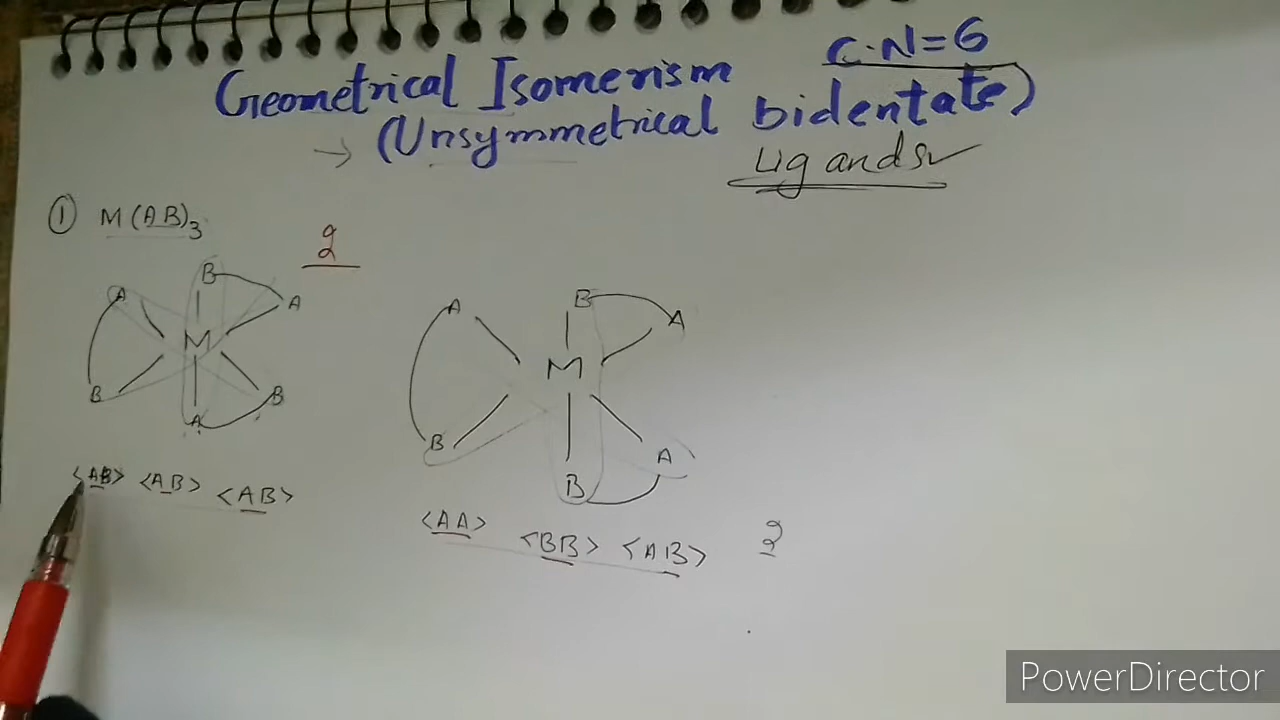 C.N=6
Geometrical Isomerism
(Unsymmetrical bidentate)
→ Ligands
① M(AB)₃
2
B
A A
M
B B
A
<AB> <AB> <AB>
B
A A
M
B A
B
<AA> <BB> <AB> 2
PowerDirector